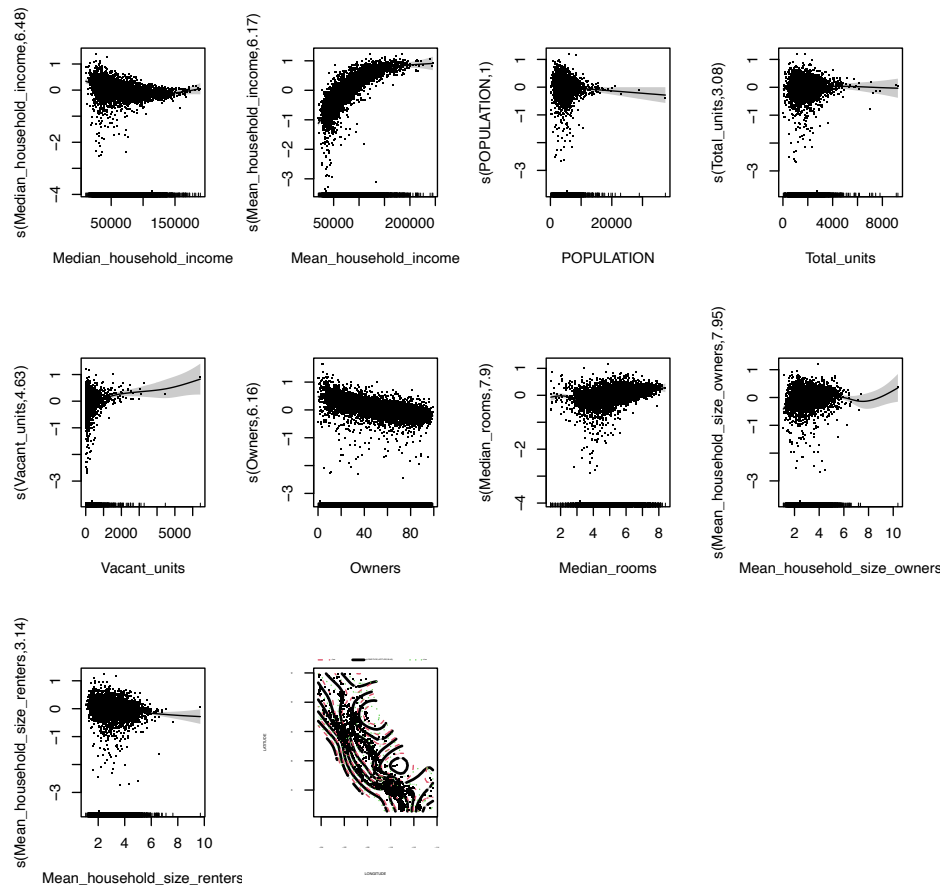 s(Median_household_income,6.48)
1
0
-2
-4
50000 150000
Median_household_income
s(Mean_household_income,6.17)
1
0
-1
-3
50000 200000
Mean_household_income
s(POPULATION,1)
1
0
-1
-3
0 20000
POPULATION
s(Total_units,3.08)
1
0
-1
-3
0 4000 8000
Total_units
s(Vacant_units,4.63)
1
0
-1
-3
0 2000 5000
Vacant_units
s(Owners,6.16)
1
0
-1
-3
0 40 80
Owners
s(Median_rooms,7.9)
1
0
-2
-4
2 3 4 5 6 7 8
Median_rooms
s(Mean_household_size_owners,7.95)
1
0
-1
-3
2 4 6 8 10
Mean_household_size_owners
s(Mean_household_size_renters,3.14)
1
0
-1
-3
2 4 6 8 10
Mean_household_size_renters
LATITUDE
LONGITUDE